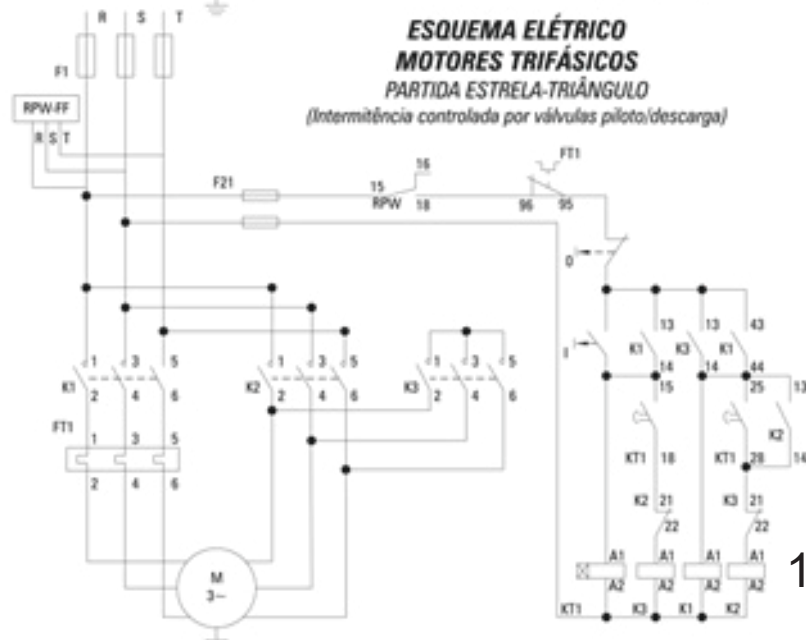 R S T
ESQUEMA ELÉTRICO
MOTORES TRIFÁSICOS
PARTIDA ESTRELA-TRIÂNGULO
(Intermitência controlada por válvulas piloto/descarga)
F1
RPW-FF
R S T
F21
15 16
RPW 18
FT1
96 95
0
I
13 13 43
K1 K3 K1
14 14 44
1 3 5
K1
2 4 6
1 3 5
K2
2 4 6
1 3 5
K3
2 4 6
15 25 13
K2
KT1 18 KT1 28 14
FT1
1 3 5
2 4 6
K2 21 K3 21
22 22
M
3~
A1 A1 A1 A1
A2 A2 A2 A2
KT1 K3 K1 K2
1